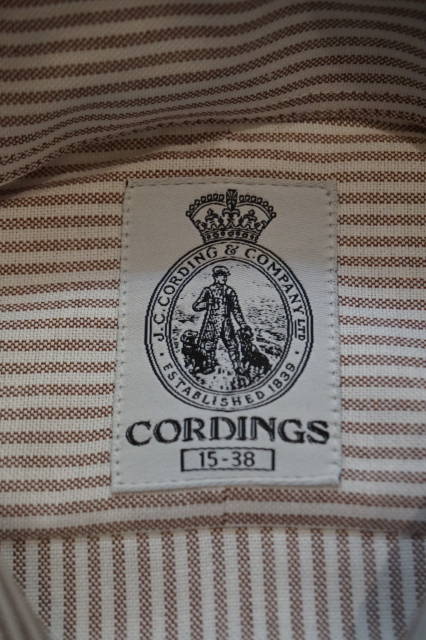 J.C. CORDING & COMPANY LTD
· ESTABLISHED 1839 ·
CORDINGS
15-38